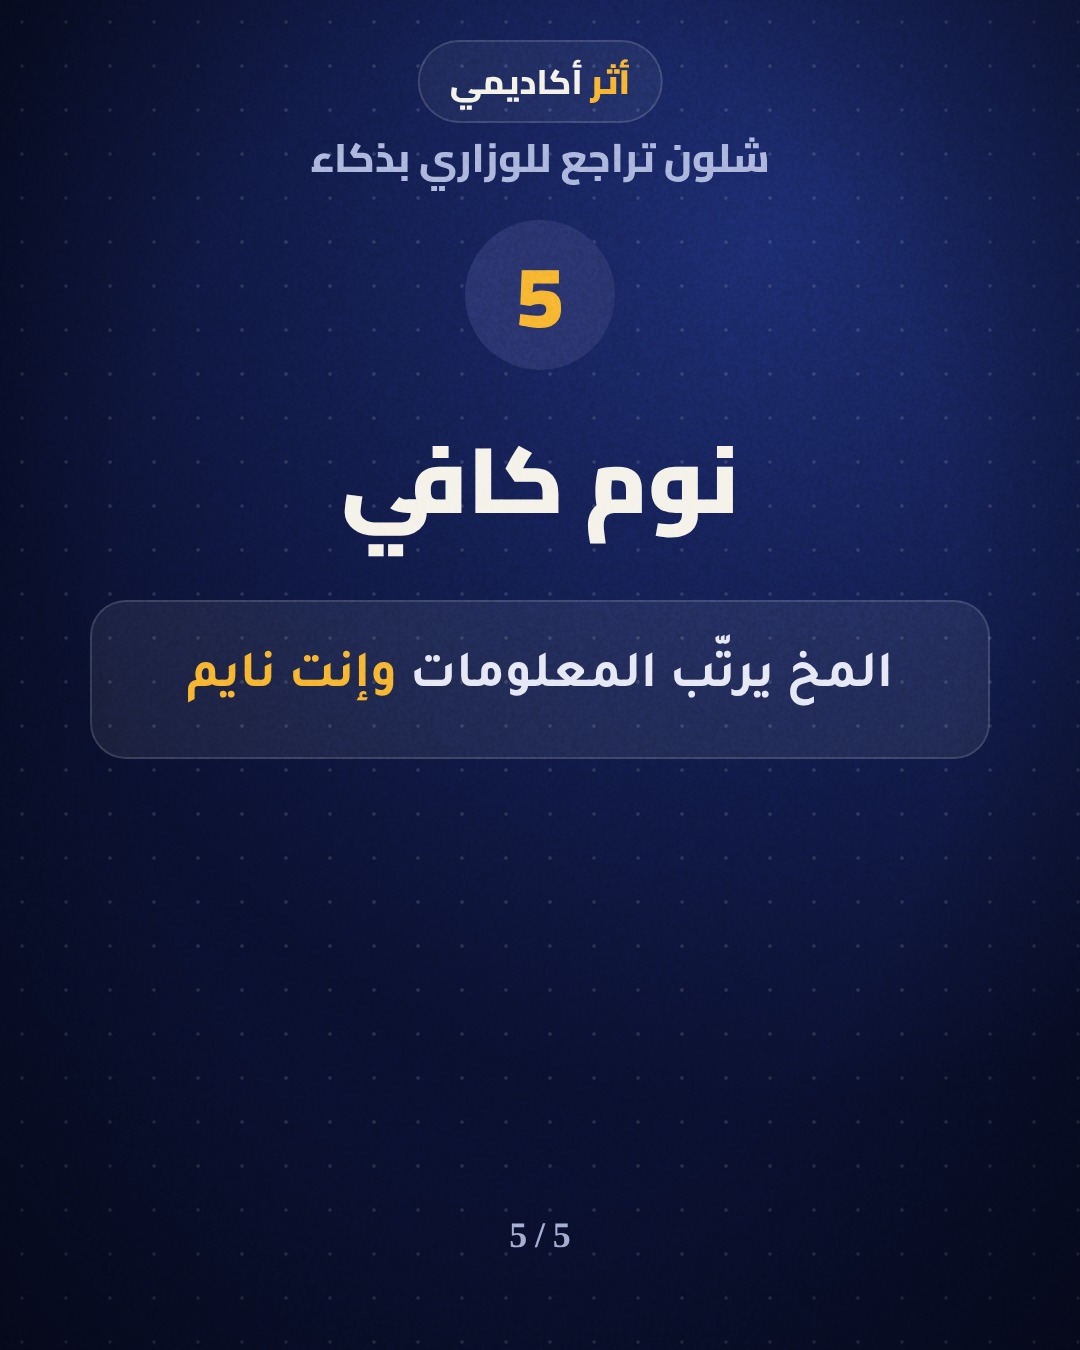 أثر أكاديمي
شلون تراجع للوزاري بذكاء
5
نوم كافي
المخ يرتّب المعلومات وإنت نايم
5 / 5